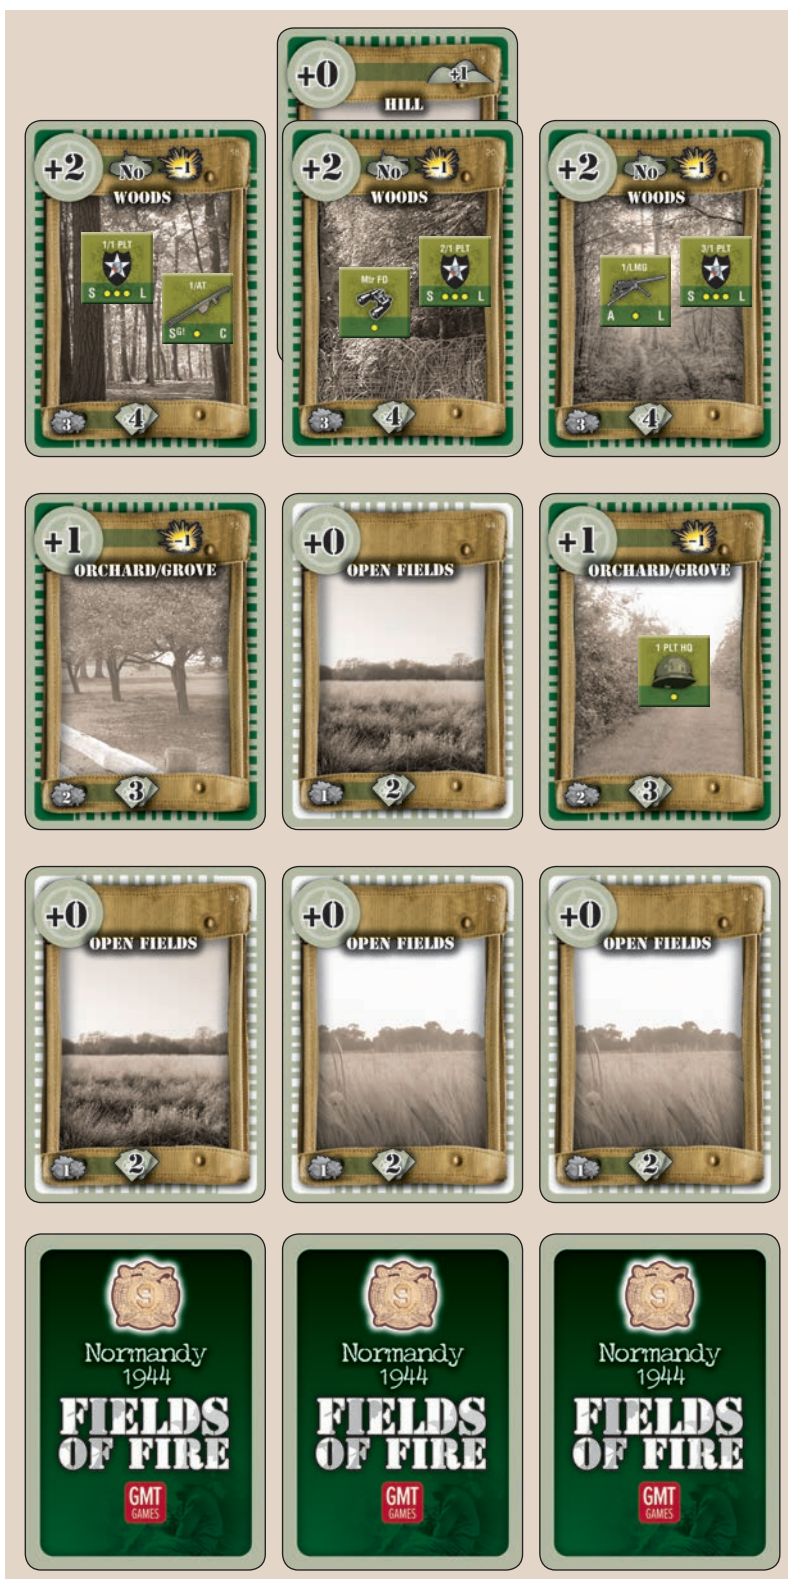 +0
+1
HILL
+2
No
-1
WOODS
1/1 PLT
S
L
1/AT
SG!
C
3
4
+2
No
-1
WOODS
Mtr FO
2/1 PLT
S
L
3
4
+2
No
-1
WOODS
1/LMG
A
L
3/1 PLT
S
L
3
4
+1
-1
ORCHARD/GROVE
2
3
+0
OPEN FIELDS
1
2
+1
-1
ORCHARD/GROVE
1 PLT HQ
2
3
+0
OPEN FIELDS
1
2
+0
OPEN FIELDS
1
2
+0
OPEN FIELDS
1
2
S
Normandy
1944
FIELDS
OF FIRE
GMT
GAMES
S
Normandy
1944
FIELDS
OF FIRE
GMT
GAMES
S
Normandy
1944
FIELDS
OF FIRE
GMT
GAMES